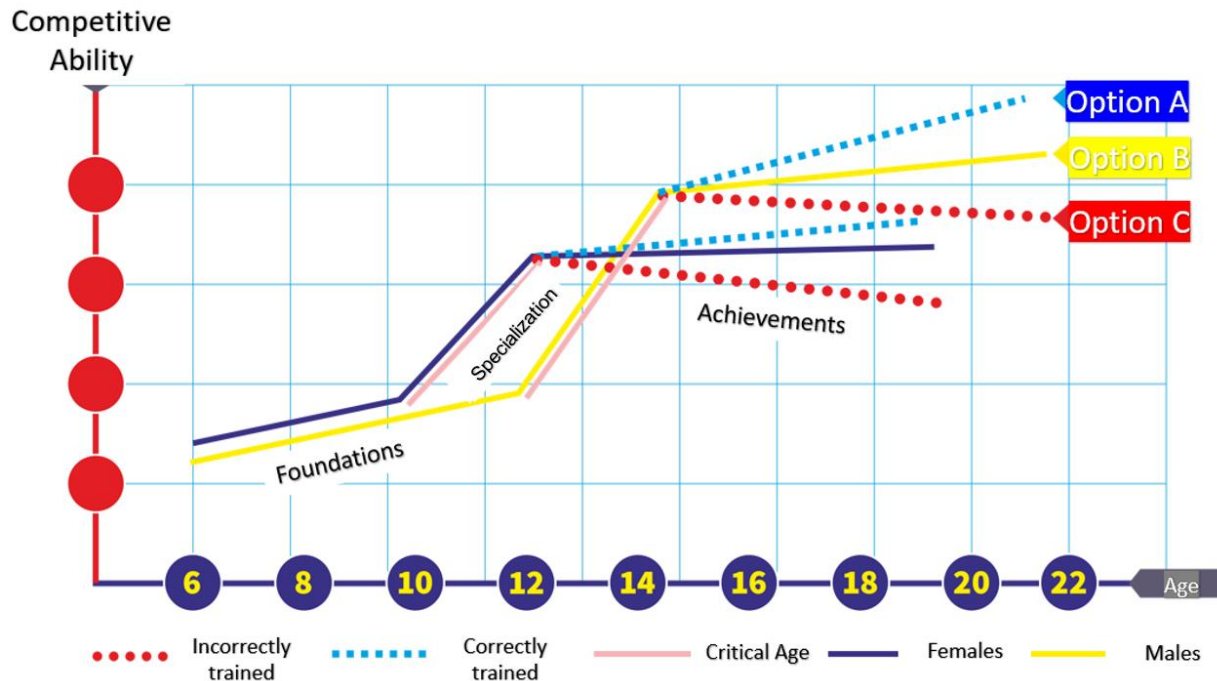 Competitive
Ability
Option A
Option B
Option C
Specialization
Achievements
Foundations
6 8 10 12 14 16 18 20 22 Age
Incorrectly
trained
Correctly
trained
Critical Age
Females
Males